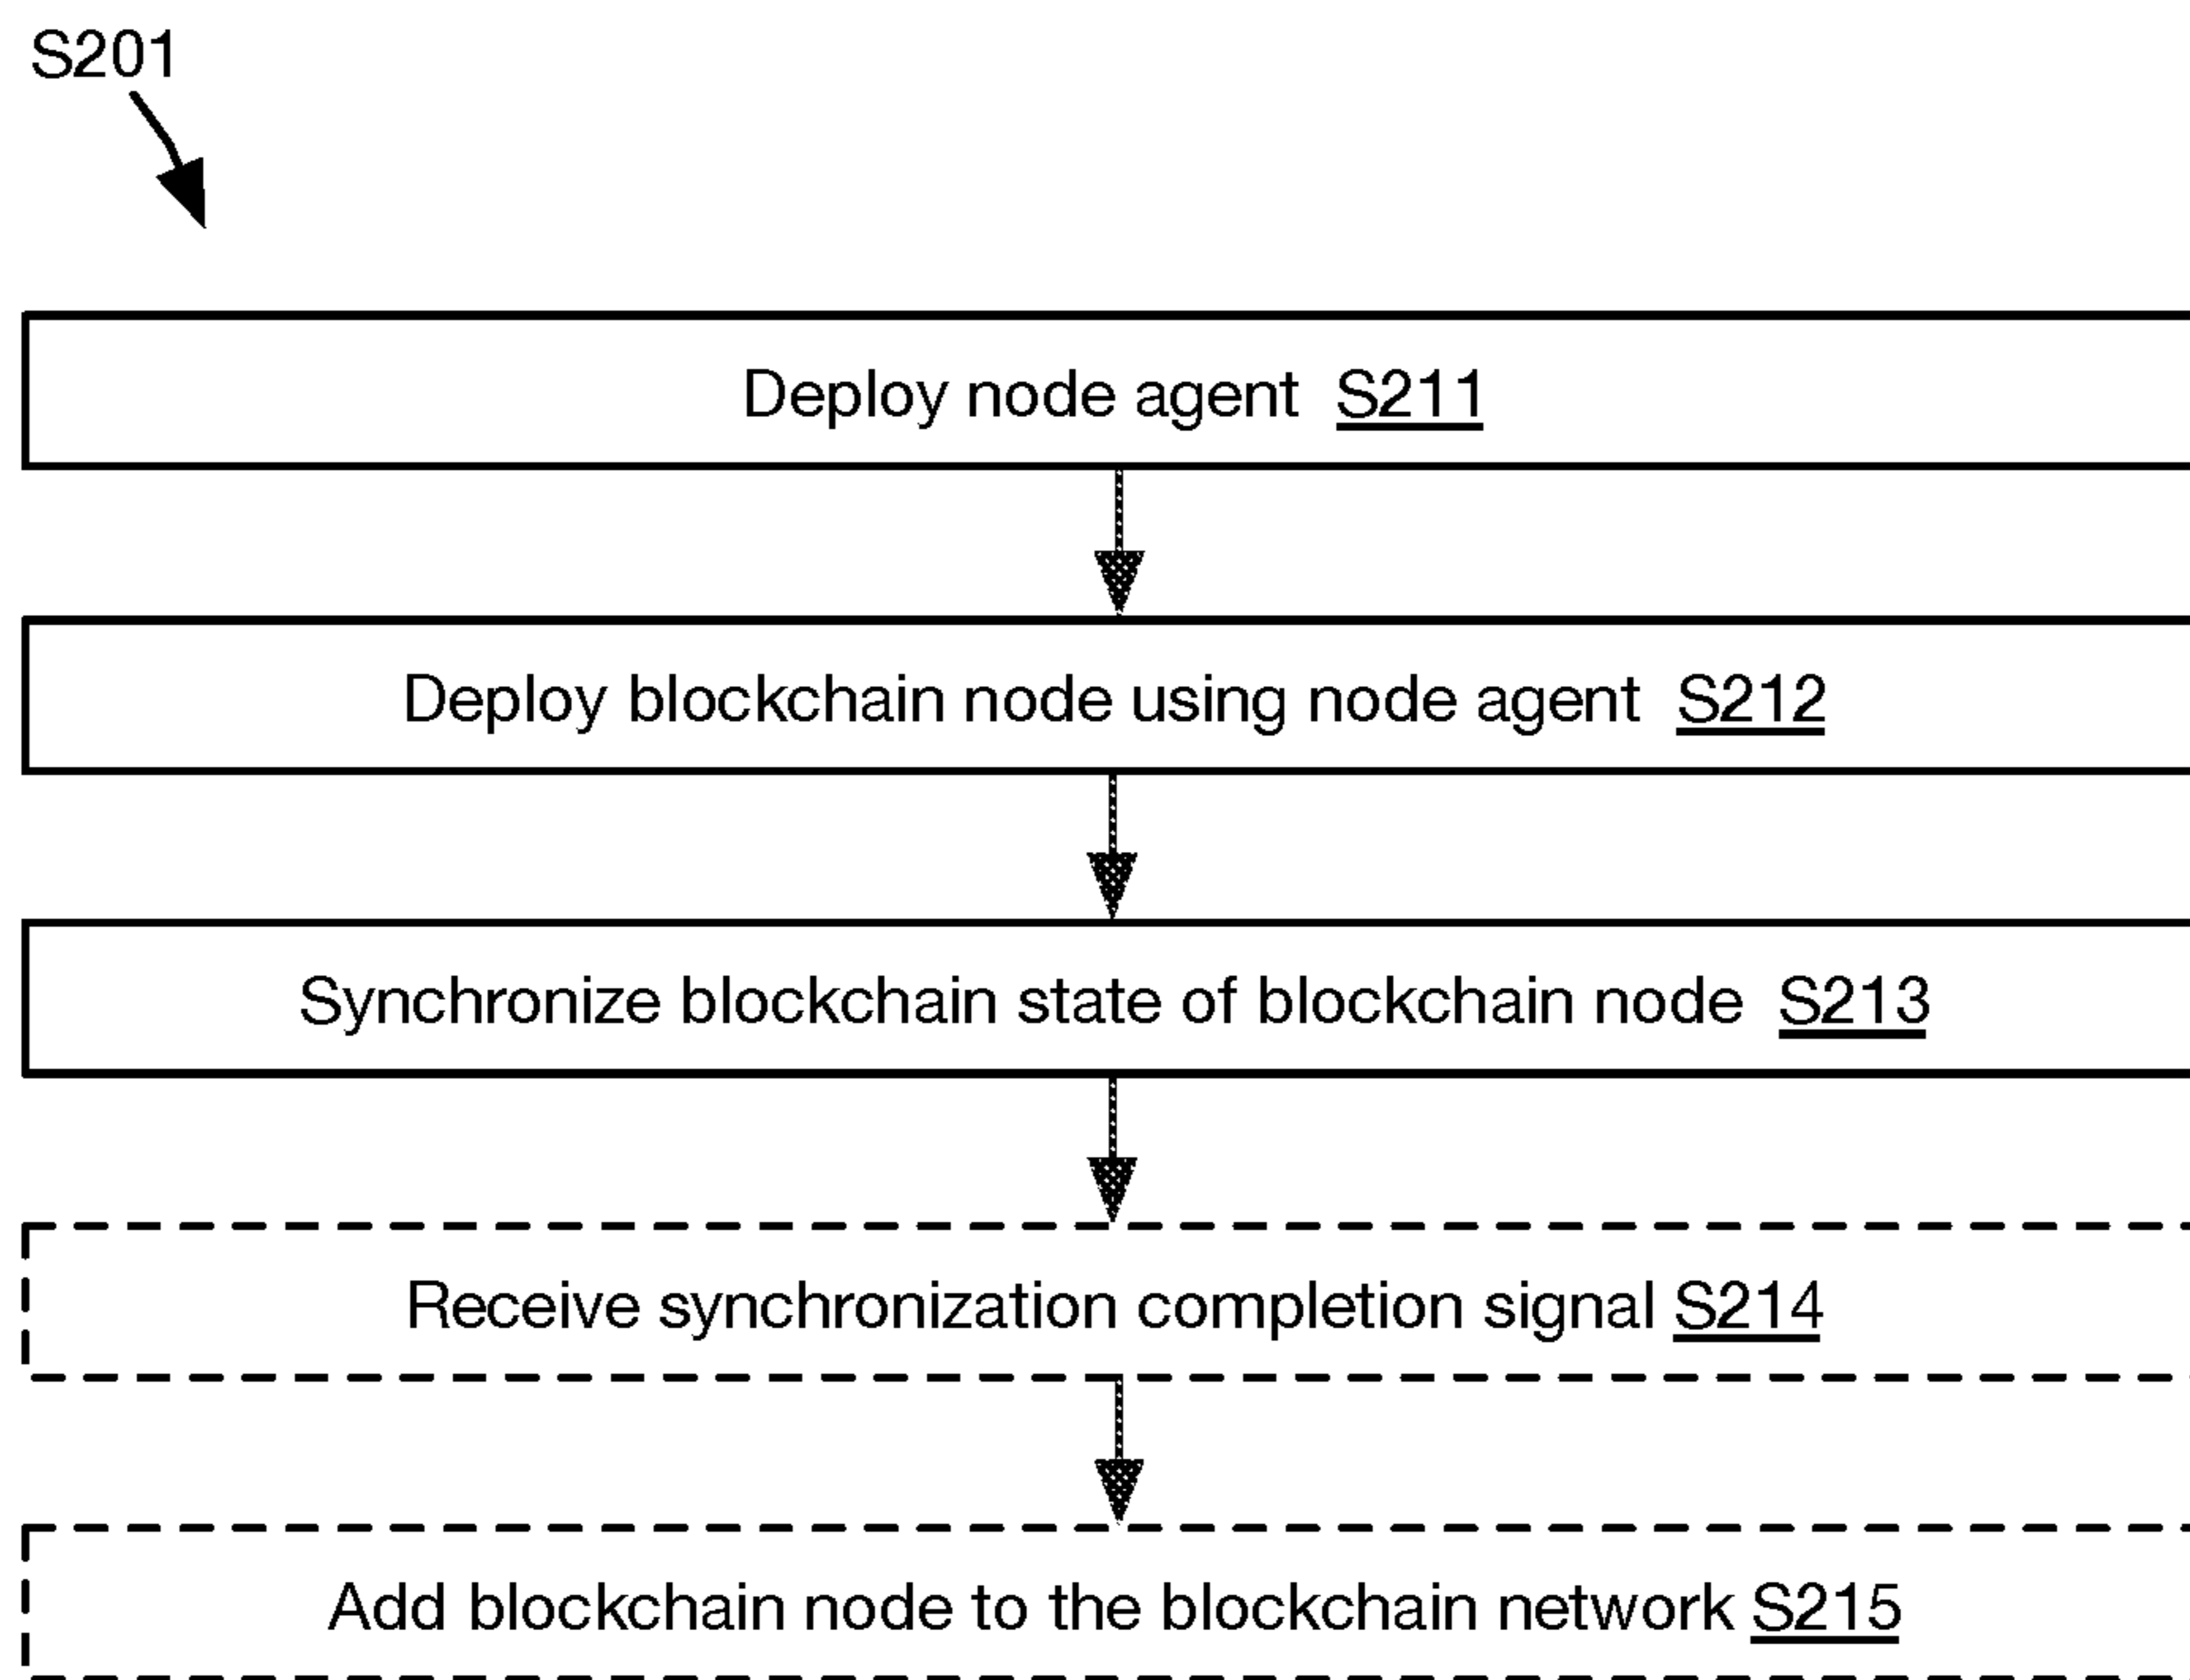 S201
Deploy node agent S211
Deploy blockchain node using node agent S212
Synchronize blockchain state of blockchain node S213
Receive synchronization completion signal S214
Add blockchain node to the blockchain network S215